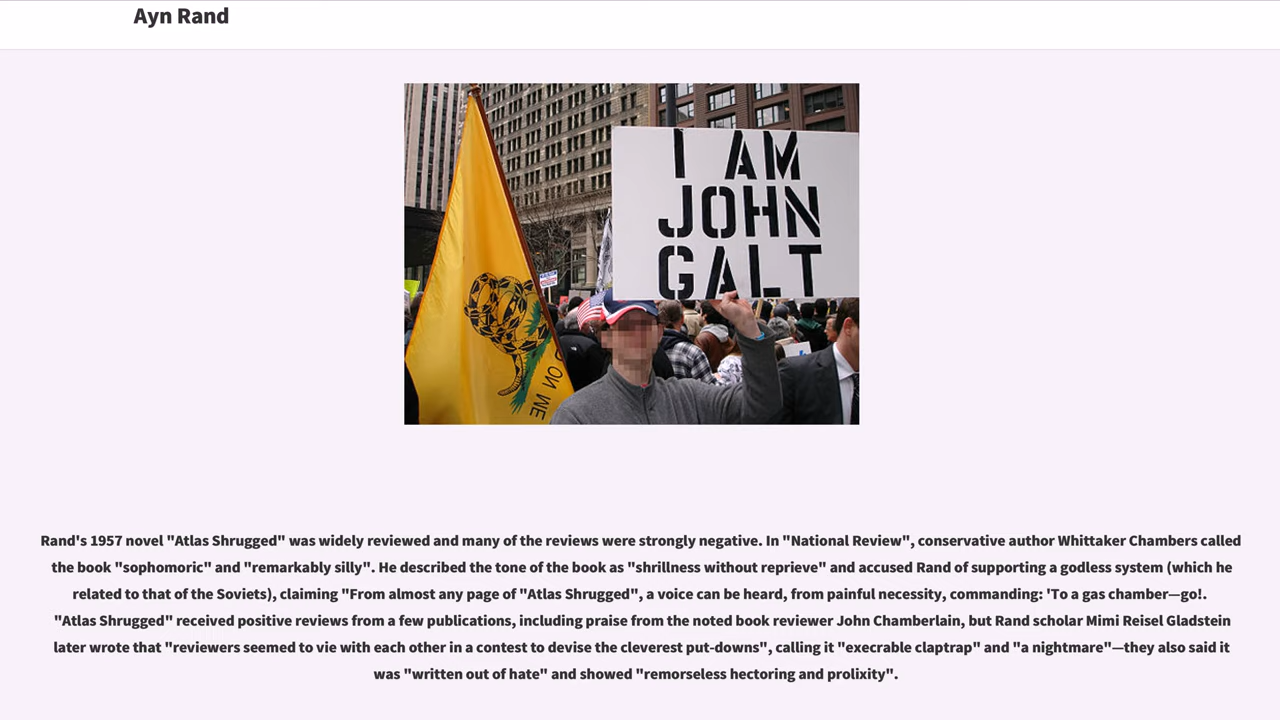 Ayn Rand
I AM
JOHN
GALT
ON ME
Rand's 1957 novel "Atlas Shrugged" was widely reviewed and many of the reviews were strongly negative. In "National Review", conservative author Whittaker Chambers called
the book "sophomoric" and "remarkably silly". He described the tone of the book as "shrillness without reprieve" and accused Rand of supporting a godless system (which he
related to that of the Soviets), claiming "From almost any page of "Atlas Shrugged", a voice can be heard, from painful necessity, commanding: 'To a gas chamber—go!.
"Atlas Shrugged" received positive reviews from a few publications, including praise from the noted book reviewer John Chamberlain, but Rand scholar Mimi Reisel Gladstein
later wrote that "reviewers seemed to vie with each other in a contest to devise the cleverest put-downs", calling it "execrable claptrap" and "a nightmare"—they also said it
was "written out of hate" and showed "remorseless hectoring and prolixity".